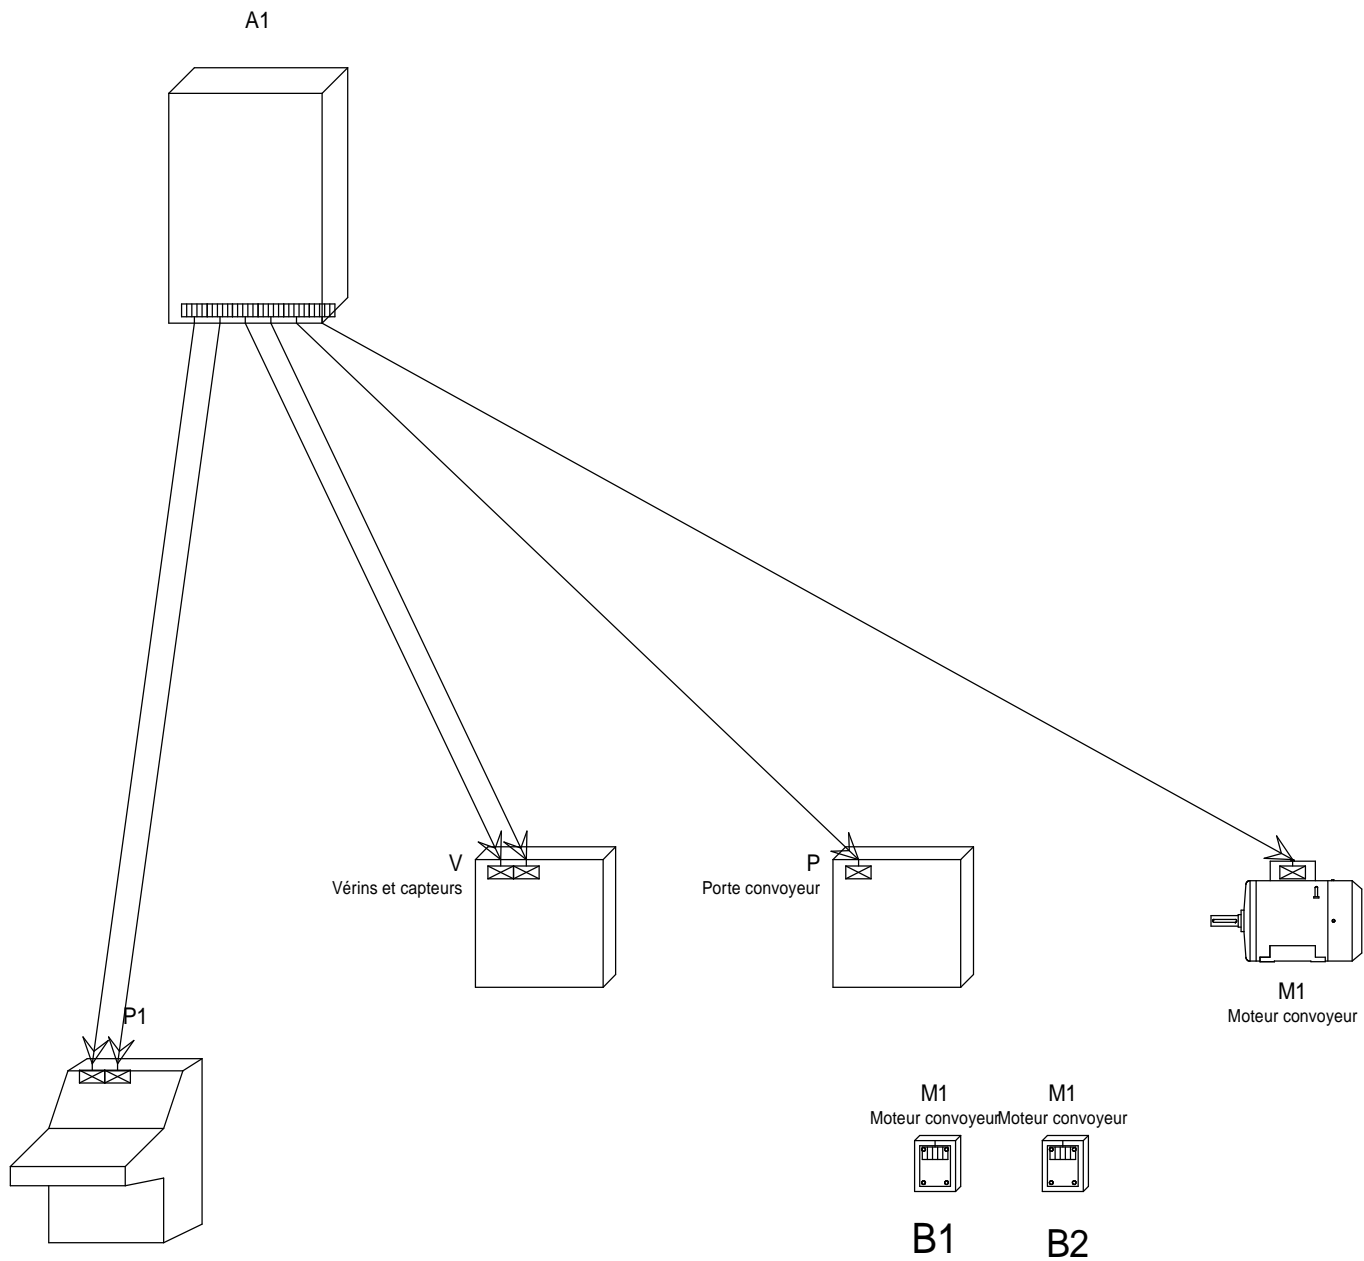 A1
V
Vérins et capteurs
P
Porte convoyeur
M1
Moteur convoyeur
P1
M1
Moteur convoyeur
M1
Moteur convoyeur
B1
B2